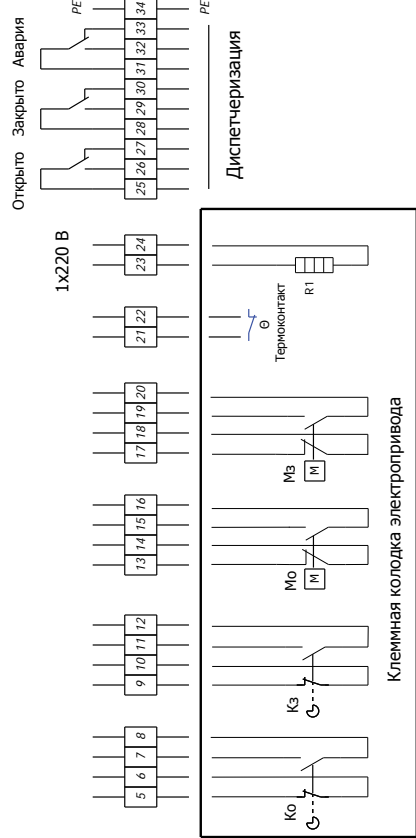 Открыто Закрыто Авария
1x220 В
PE
PE
5 6 7 8
9 10 11 12
13 14 15 16
17 18 19 20
21 22
23 24
25 26 27 28 29 30 31 32 33 34
Диспетчеризация
Ко
Кз
Мо
М
Мз
М
Θ
Термоконтакт
R1
Клеммная колодка электропривода